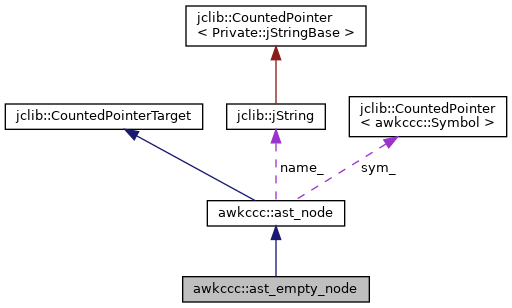 jclib::CountedPointer
< Private::jStringBase >
jclib::CountedPointerTarget
jclib::jString
jclib::CountedPointer
< awkccc::Symbol >
name_
sym_
awkccc::ast_node
awkccc::ast_empty_node